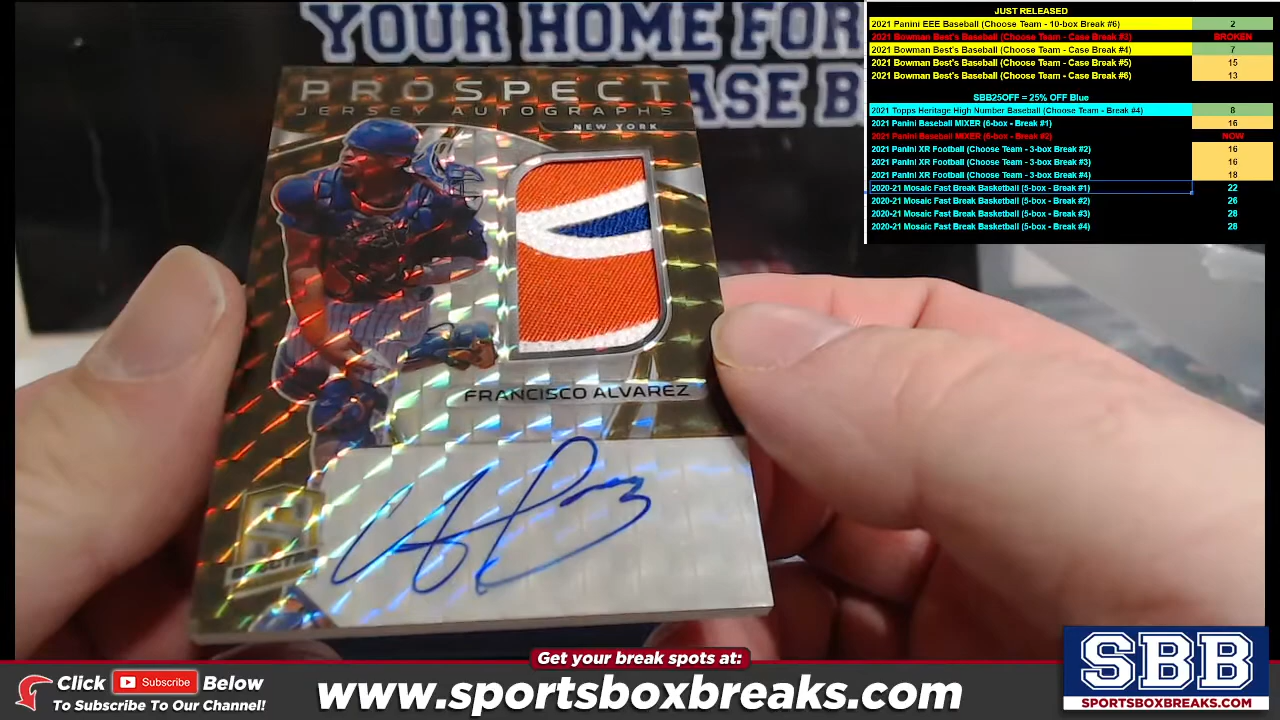 YOUR HOME FOR
ASE B
PROSPECT
JERSEY AUTOGRAPHS
NEW YORK
FRANCISCO ALVAREZ
JUST RELEASED
2021 Panini EEE Baseball (Choose Team - 10-box Break #6) 2
2021 Bowman Best's Baseball (Choose Team - Case Break #3) BROKEN
2021 Bowman Best's Baseball (Choose Team - Case Break #4) 7
2021 Bowman Best's Baseball (Choose Team - Case Break #5) 15
2021 Bowman Best's Baseball (Choose Team - Case Break #6) 13
SBB25OFF = 25% OFF Blue
2021 Topps Heritage High Number Baseball (Choose Team - Break #4) 8
2021 Panini Baseball MIXER (6-box - Break #1) 16
2021 Panini Baseball MIXER (6-box - Break #2) NOW
2021 Panini XR Football (Choose Team - 3-box Break #2) 16
2021 Panini XR Football (Choose Team - 3-box Break #3) 16
2021 Panini XR Football (Choose Team - 3-box Break #4) 18
2020-21 Mosaic Fast Break Basketball (5-box - Break #1) 22
2020-21 Mosaic Fast Break Basketball (5-box - Break #2) 26
2020-21 Mosaic Fast Break Basketball (5-box - Break #3) 28
2020-21 Mosaic Fast Break Basketball (5-box - Break #4) 28
Get your break spots at:
Click Subscribe Below
To Subscribe To Our Channel!
www.sportsboxbreaks.com
SBB
SPORTSBOXBREAKS.COM